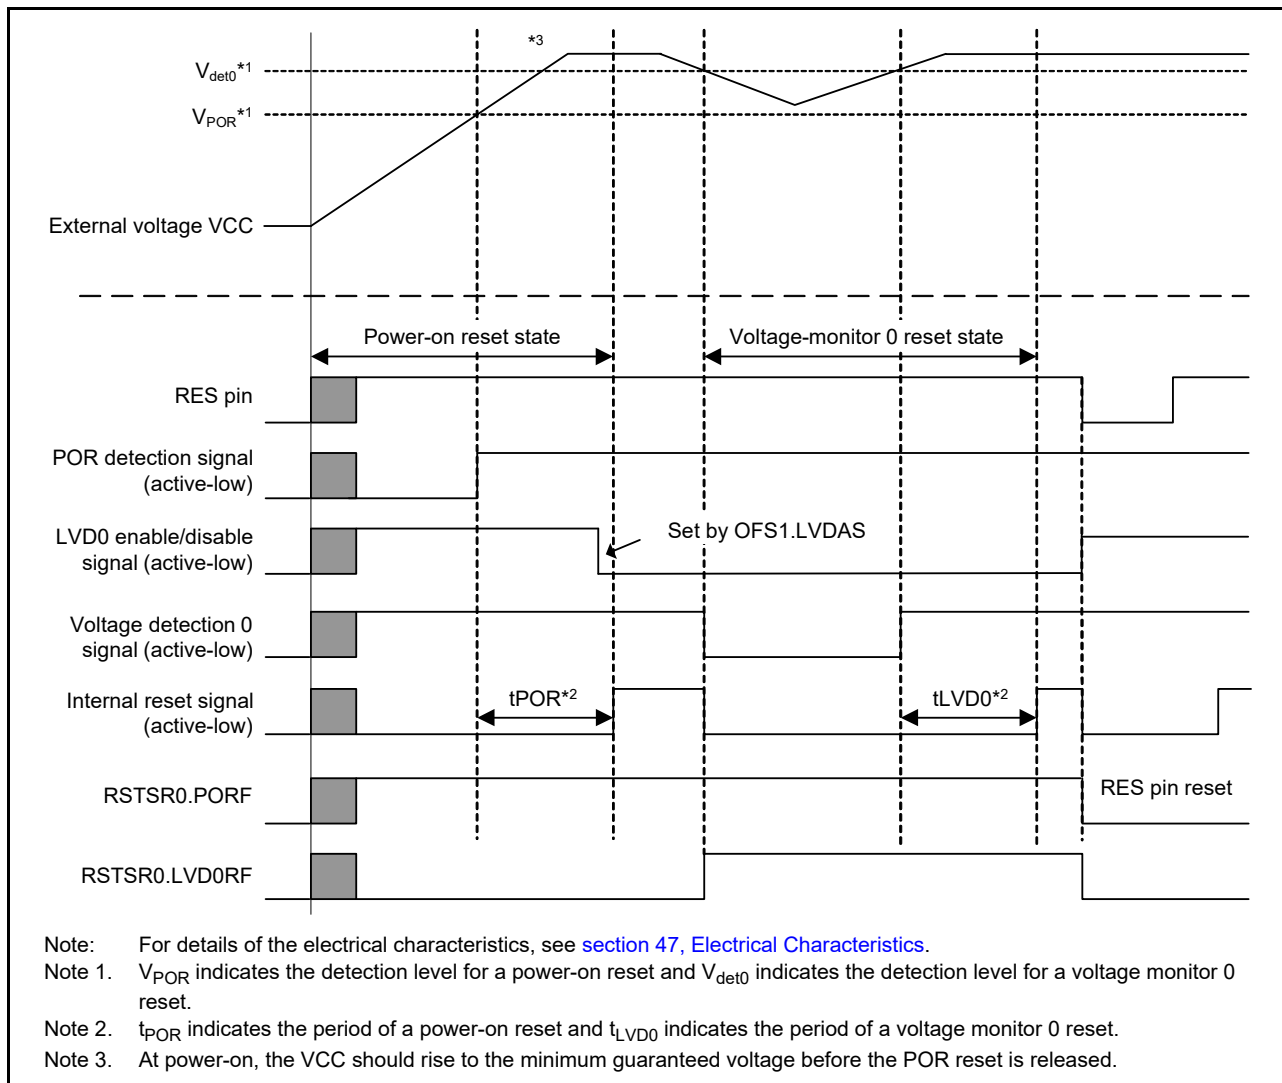 *3
Vdet0*1
VPOR*1
External voltage VCC
Power-on reset state
Voltage-monitor 0 reset state
RES pin
POR detection signal
(active-low)
LVD0 enable/disable
signal (active-low)
Set by OFS1.LVDAS
Voltage detection 0
signal (active-low)
Internal reset signal
(active-low)
tPOR*2
tLVD0*2
RSTSR0.PORF
RES pin reset
RSTSR0.LVD0RF
Note: For details of the electrical characteristics, see section 47, Electrical Characteristics.
Note 1. VPOR indicates the detection level for a power-on reset and Vdet0 indicates the detection level for a voltage monitor 0
reset.
Note 2. tPOR indicates the period of a power-on reset and tLVD0 indicates the period of a voltage monitor 0 reset.
Note 3. At power-on, the VCC should rise to the minimum guaranteed voltage before the POR reset is released.